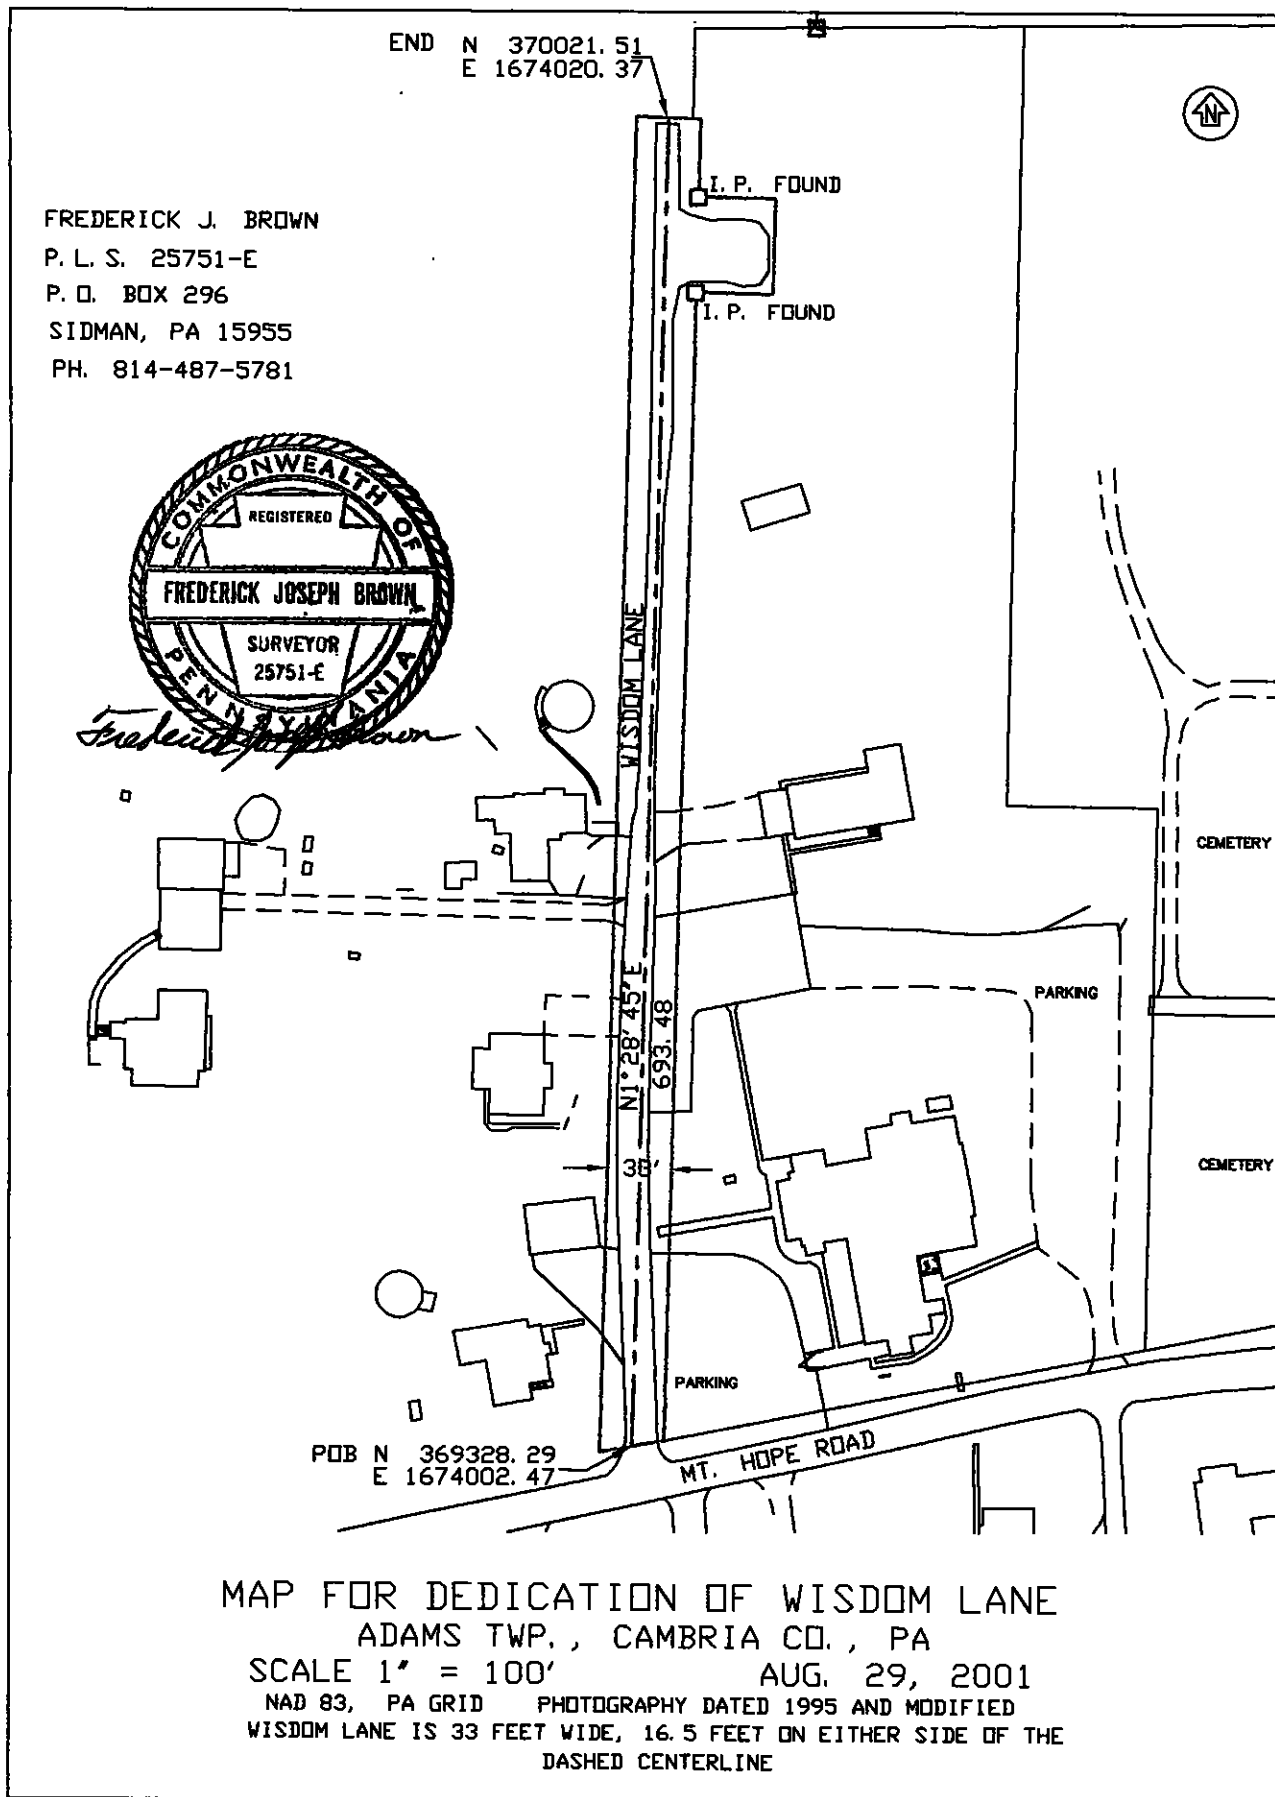 END N 370021.51
E 1674020.37
N
I. P. FOUND
I. P. FOUND
FREDERICK J. BROWN
P. L. S. 25751-E
P. O. BOX 296
SIDMAN, PA 15955
PH. 814-487-5781
COMMONWEALTH OF
REGISTERED
FREDERICK JOSEPH BROWN
SURVEYOR
25751-E
PENNSYLVANIA
WISDOM LANE
CEMETERY
PARKING
N1°28'45"E
693.48
CEMETERY
PARKING
POB N 369328.29
E 1674002.47
MT. HOPE ROAD
MAP FOR DEDICATION OF WISDOM LANE
ADAMS TWP., CAMBRIA CO., PA
SCALE 1" = 100' AUG. 29, 2001
NAD 83, PA GRID PHOTOGRAPHY DATED 1995 AND MODIFIED
WISDOM LANE IS 33 FEET WIDE, 16.5 FEET ON EITHER SIDE OF THE
DASHED CENTERLINE